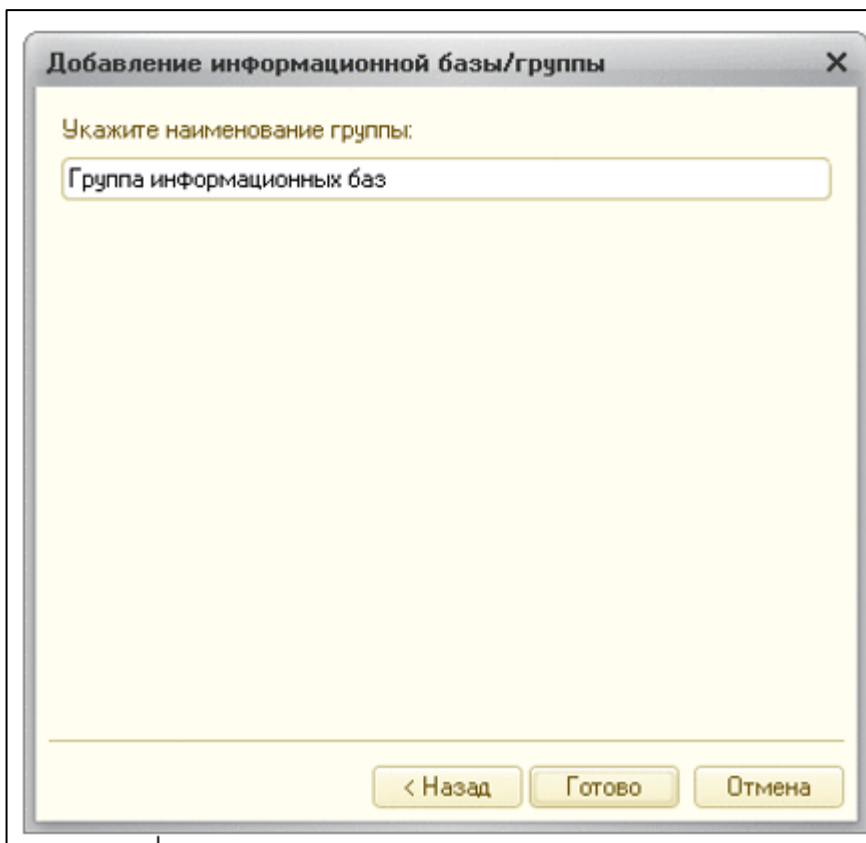 Добавление информационной базы/группы
Укажите наименование группы:
Группа информационных баз
< Назад Готово Отмена